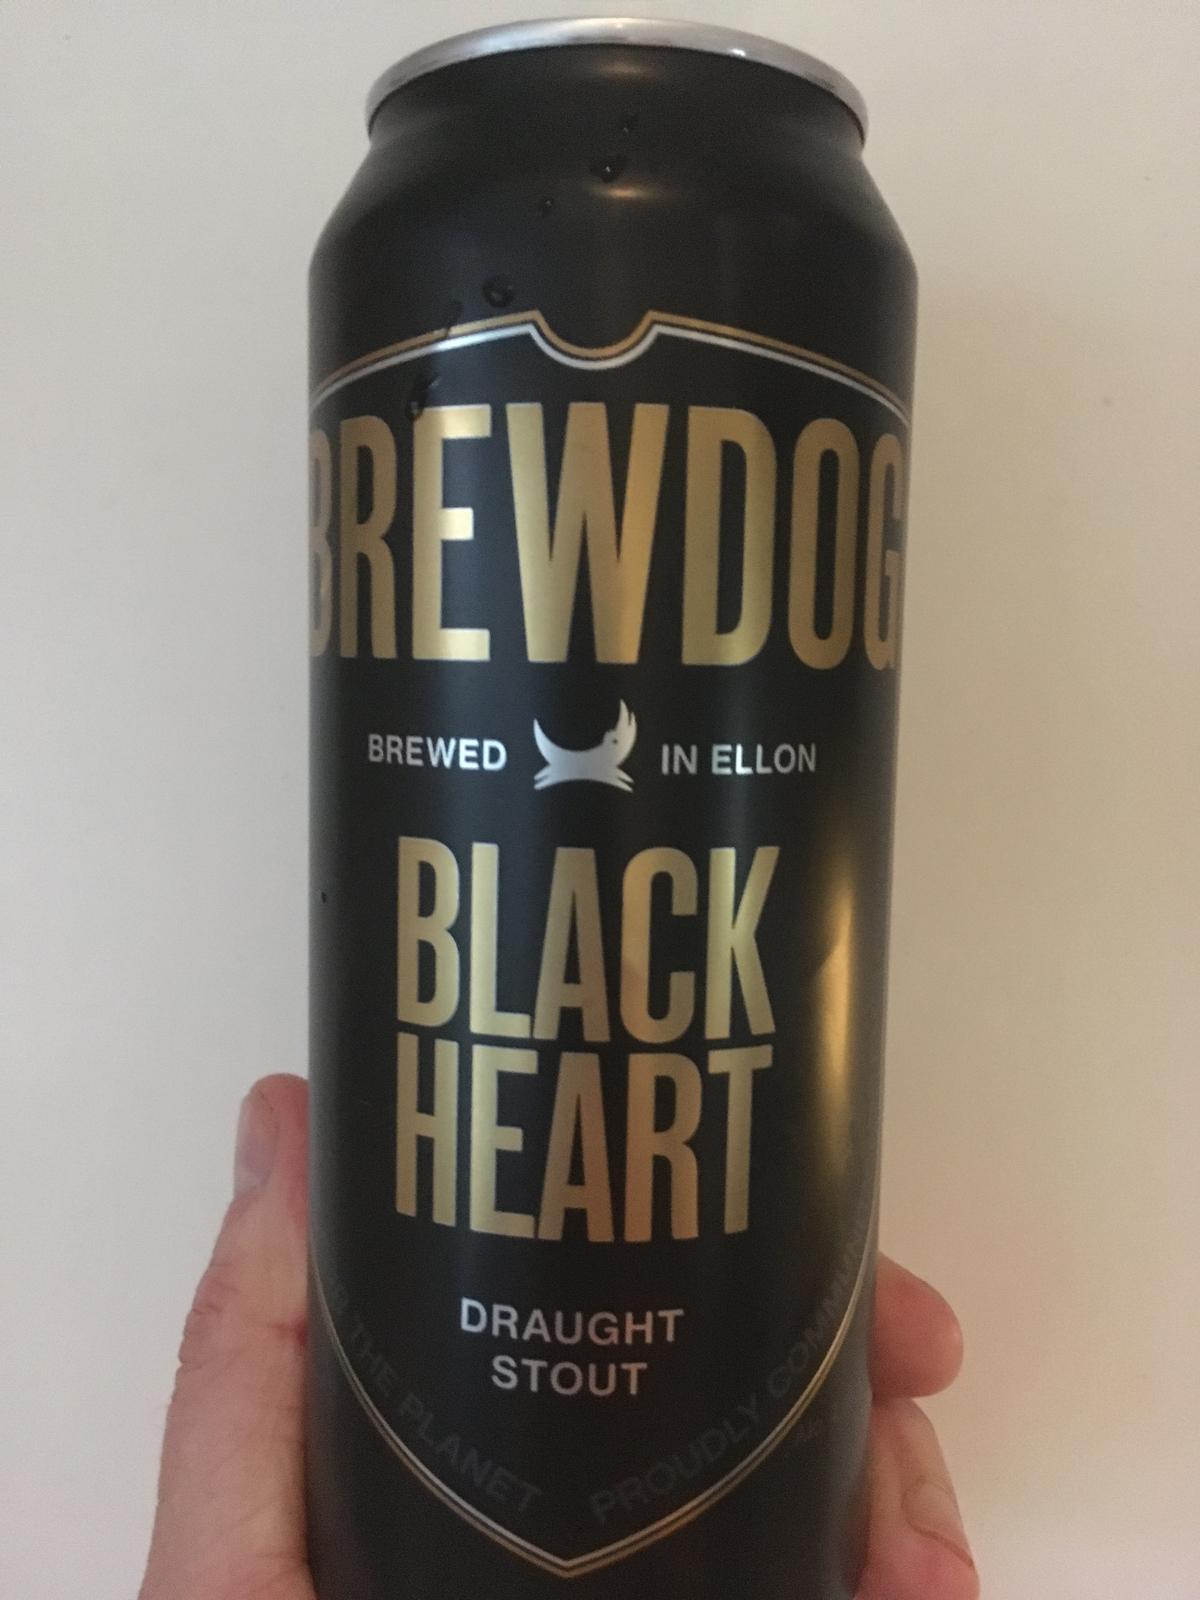 BREWDOG
BREWED IN ELLON
BLACK
HEART
DRAUGHT
STOUT
THE PLANET PROUDLY